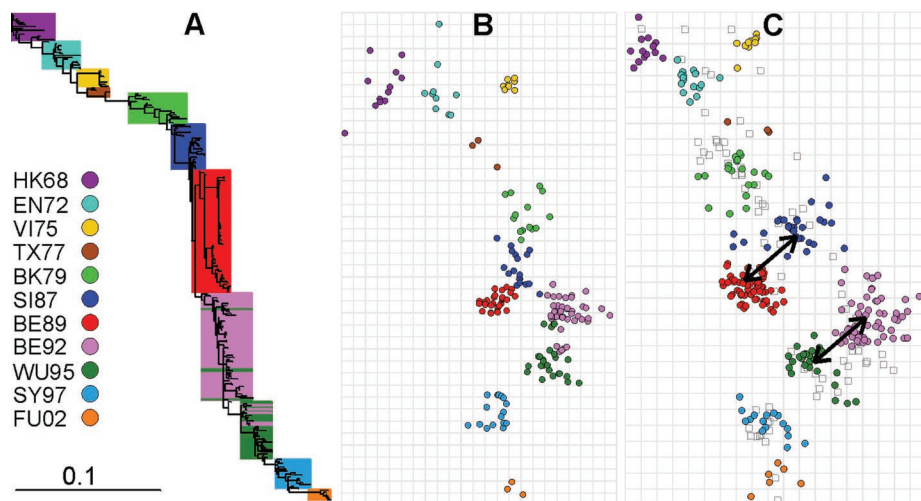 A
B
C
HK68
EN72
VI75
TX77
BK79
SI87
BE89
BE92
WU95
SY97
FU02
0.1